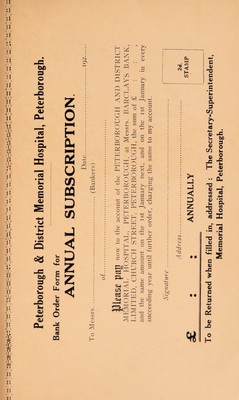 Peterborough & District Memorial Hospital, Peterborough.
Bank Order Form for
ANNUAL SUBSCRIPTION.
Date 192
To Messrs. (Bankers)
of
Please pay now to the account of the PETERBOROUGH AND DISTRICT
MEMORIAL HOSPITAL, PETERBOROUGH, at Messrs. BARCLAYS BANK,
LIMITED, CHURCH STREET, PETERBOROUGH, the sum of £ : : ,
and the same amount on the 1st January next, and on the 1st January in every
succeeding year until further order, charging the same to my account.
Signature
2d.
STAMP
Address
£ : : ANNUALLY
To be Returned when filled in, addressed: The Secretary-Superintendent,
Memorial Hospital, Peterborough.